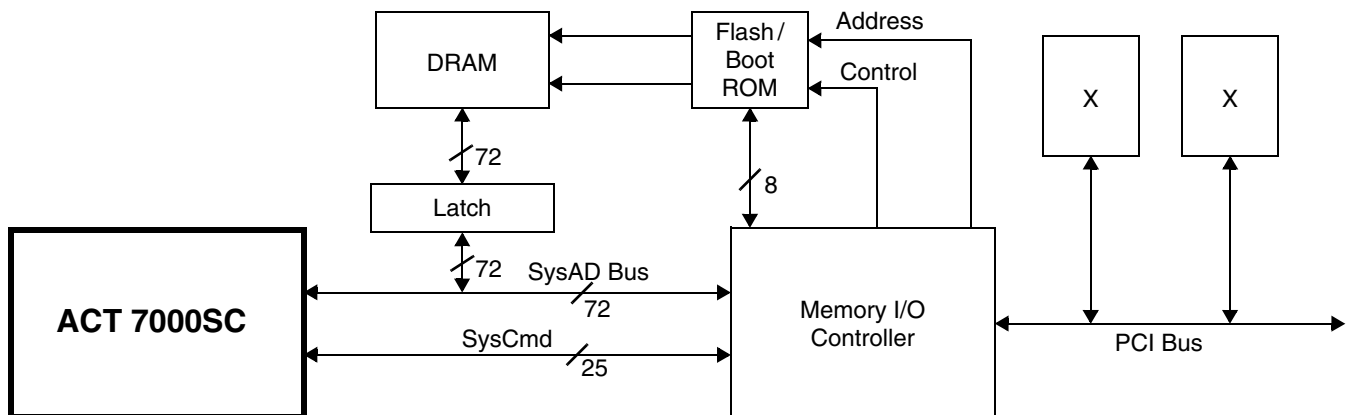 DRAM
Flash/
Boot
ROM
Address
Control
X
X
72
8
Latch
72
SysAD Bus
72
ACT 7000SC
Memory I/O
Controller
SysCmd
25
PCI Bus